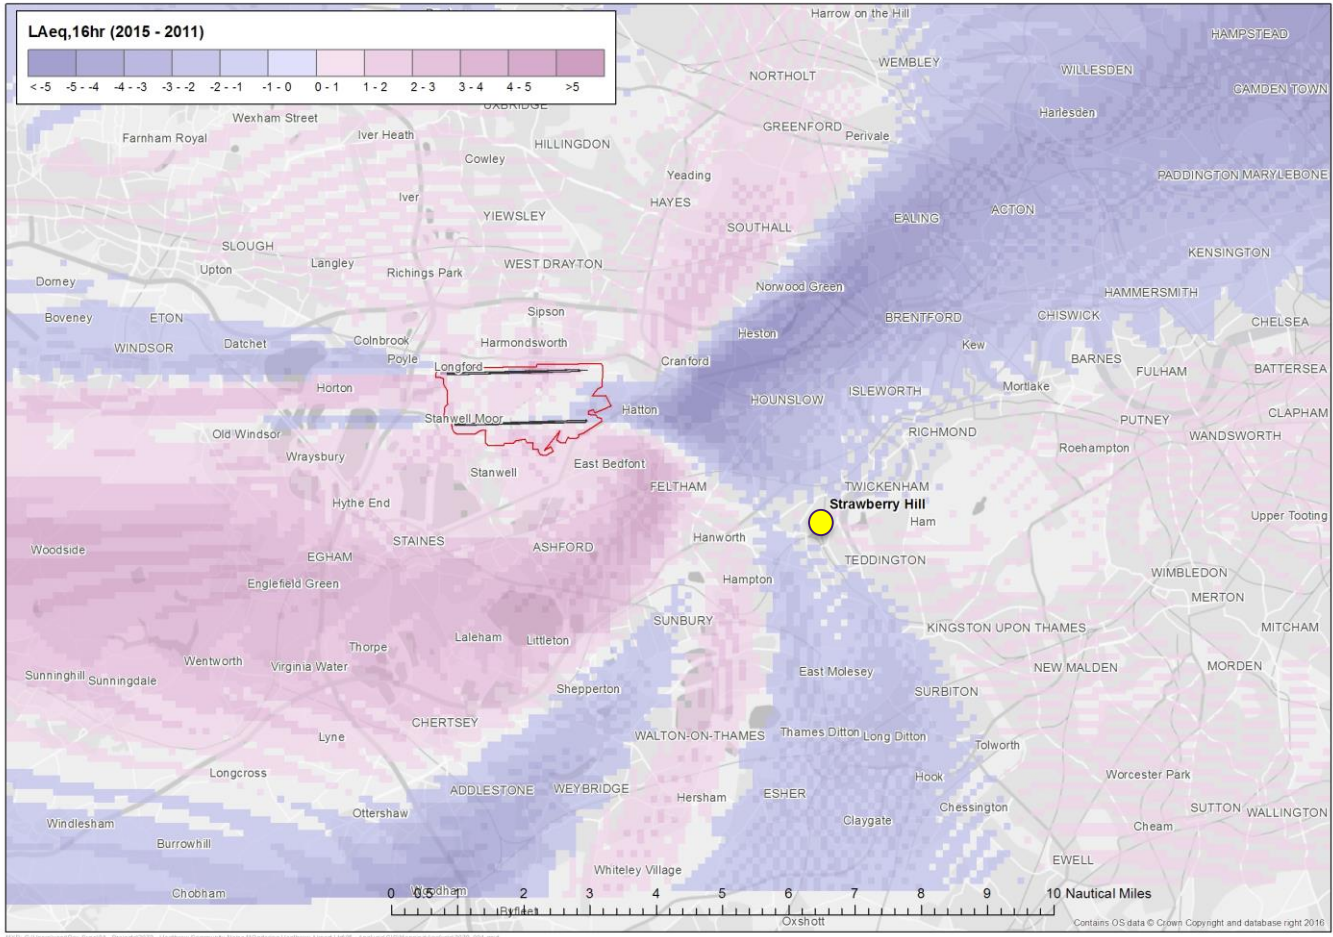 Harrow on the Hill
HAMPSTEAD
LAeq,16hr (2015 - 2011)
< -5 -5 - -4 -4 - -3 -3 - -2 -2 - -1 -1 - 0 0 - 1 1 - 2 2 - 3 3 - 4 4 - 5 >5
WEMBLEY
WILLESDEN
NORTHOLT
CAMDEN TOWN
UXBRIDGE
Harlesden
Wexham Street
GREENFORD
Perivale
Farnham Royal
Iver Heath
HILLINGDON
Cowley
Yeading
PADDINGTON MARYLEBONE
Iver
HAYES
ACTON
YIEWSLEY
EALING
SOUTHALL
SLOUGH
KENSINGTON
Upton
Langley
Richings Park
WEST DRAYTON
Dorney
Norwood Green
HAMMERSMITH
Boveney
ETON
Sipson
BRENTFORD
CHISWICK
CHELSEA
Heston
WINDSOR
Datchet
Colnbrook
Harmondsworth
Kew
Poyle
BARNES
Longford
Cranford
FULHAM
BATTERSEA
Horton
ISLEWORTH
Mortlake
HOUNSLOW
Hatton
Stanwell Moor
PUTNEY
CLAPHAM
Old Windsor
RICHMOND
WANDSWORTH
Wraysbury
Roehampton
Stanwell
East Bedfont
FELTHAM
TWICKENHAM
Hythe End
Strawberry Hill
Ham
Upper Tooting
Woodside
STAINES
ASHFORD
Hanworth
EGHAM
TEDDINGTON
Englefield Green
Hampton
WIMBLEDON
MERTON
SUNBURY
KINGSTON UPON THAMES
MITCHAM
Laleham
Littleton
Thorpe
Wentworth
Virginia Water
East Molesey
NEW MALDEN
MORDEN
Sunninghill
Sunningdale
Shepperton
SURBITON
CHERTSEY
Lyne
WALTON-ON-THAMES
Thames Ditton
Long Ditton
Tolworth
Longcross
Hook
Worcester Park
ADDLESTONE
WEYBRIDGE
Hersham
ESHER
Chessington
SUTTON
WALLINGTON
Ottershaw
Windlesham
Claygate
Cheam
Burrowhill
EWELL
Whiteley Village
Chobham
Woodham
0 0.5 1 2 3 4 5 6 7 8 9 10 Nautical Miles
Byfleet
Oxshott
Contains OS data © Crown Copyright and database right 2016